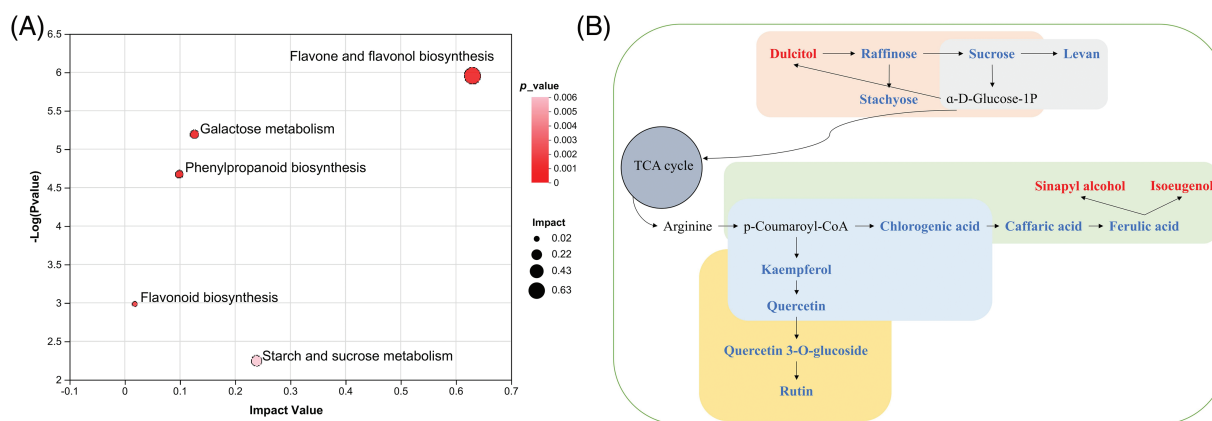 (A)
6.5
6
5.5
5
4.5
4
3.5
3
2.5
2
-Log(Pvalue)
-0.1
0
0.1
0.2
0.3
0.4
0.5
0.6
0.7
Impact Value
Flavone and flavonol biosynthesis
Galactose metabolism
Phenylpropanoid biosynthesis
Flavonoid biosynthesis
Starch and sucrose metabolism
p_value
0.006
0.005
0.004
0.003
0.002
0.001
0
Impact
0.02
0.22
0.43
0.63
(B)
Dulcitol
Raffinose
Sucrose
Levan
Stachyose
α-D-Glucose-1P
TCA cycle
Sinapyl alcohol
Isoeugenol
Arginine
p-Coumaroyl-CoA
Chlorogenic acid
Caffaric acid
Ferulic acid
Kaempferol
Quercetin
Quercetin 3-O-glucoside
Rutin